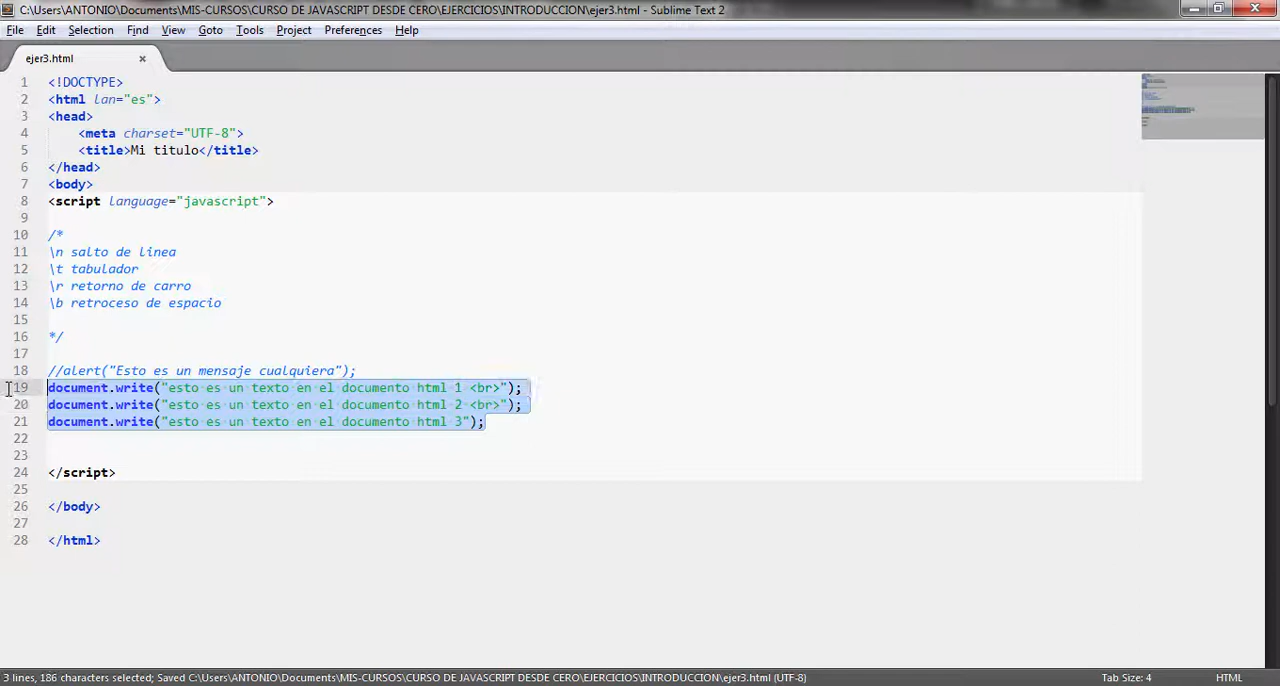 C:\Users\ANTONIO\Documents\MIS-CURSOS\CURSO DE JAVASCRIPT DESDE CERO\EJERCICIOS\INTRODUCCION\ejer3.html - Sublime Text 2
File Edit Selection Find View Goto Tools Project Preferences Help
ejer3.html ×
1 <!DOCTYPE>
2 <html lan="es">
3 <head>
4 <meta charset="UTF-8">
5 <title>Mi titulo</title>
6 </head>
7 <body>
8 <script language="javascript">
9
10 /*
11 \n salto de linea
12 \t tabulador
13 \r retorno de carro
14 \b retroceso de espacio
15
16 */
17
18 //alert("Esto es un mensaje cualquiera");
19 document.write("esto es un texto en el documento html 1 <br>");
20 document.write("esto es un texto en el documento html 2 <br>");
21 document.write("esto es un texto en el documento html 3");
22
23
24 </script>
25
26 </body>
27
28 </html>
3 lines, 186 characters selected; Saved C:\Users\ANTONIO\Documents\MIS-CURSOS\CURSO DE JAVASCRIPT DESDE CERO\EJERCICIOS\INTRODUCCION\ejer3.html (UTF-8) Tab Size: 4 HTML